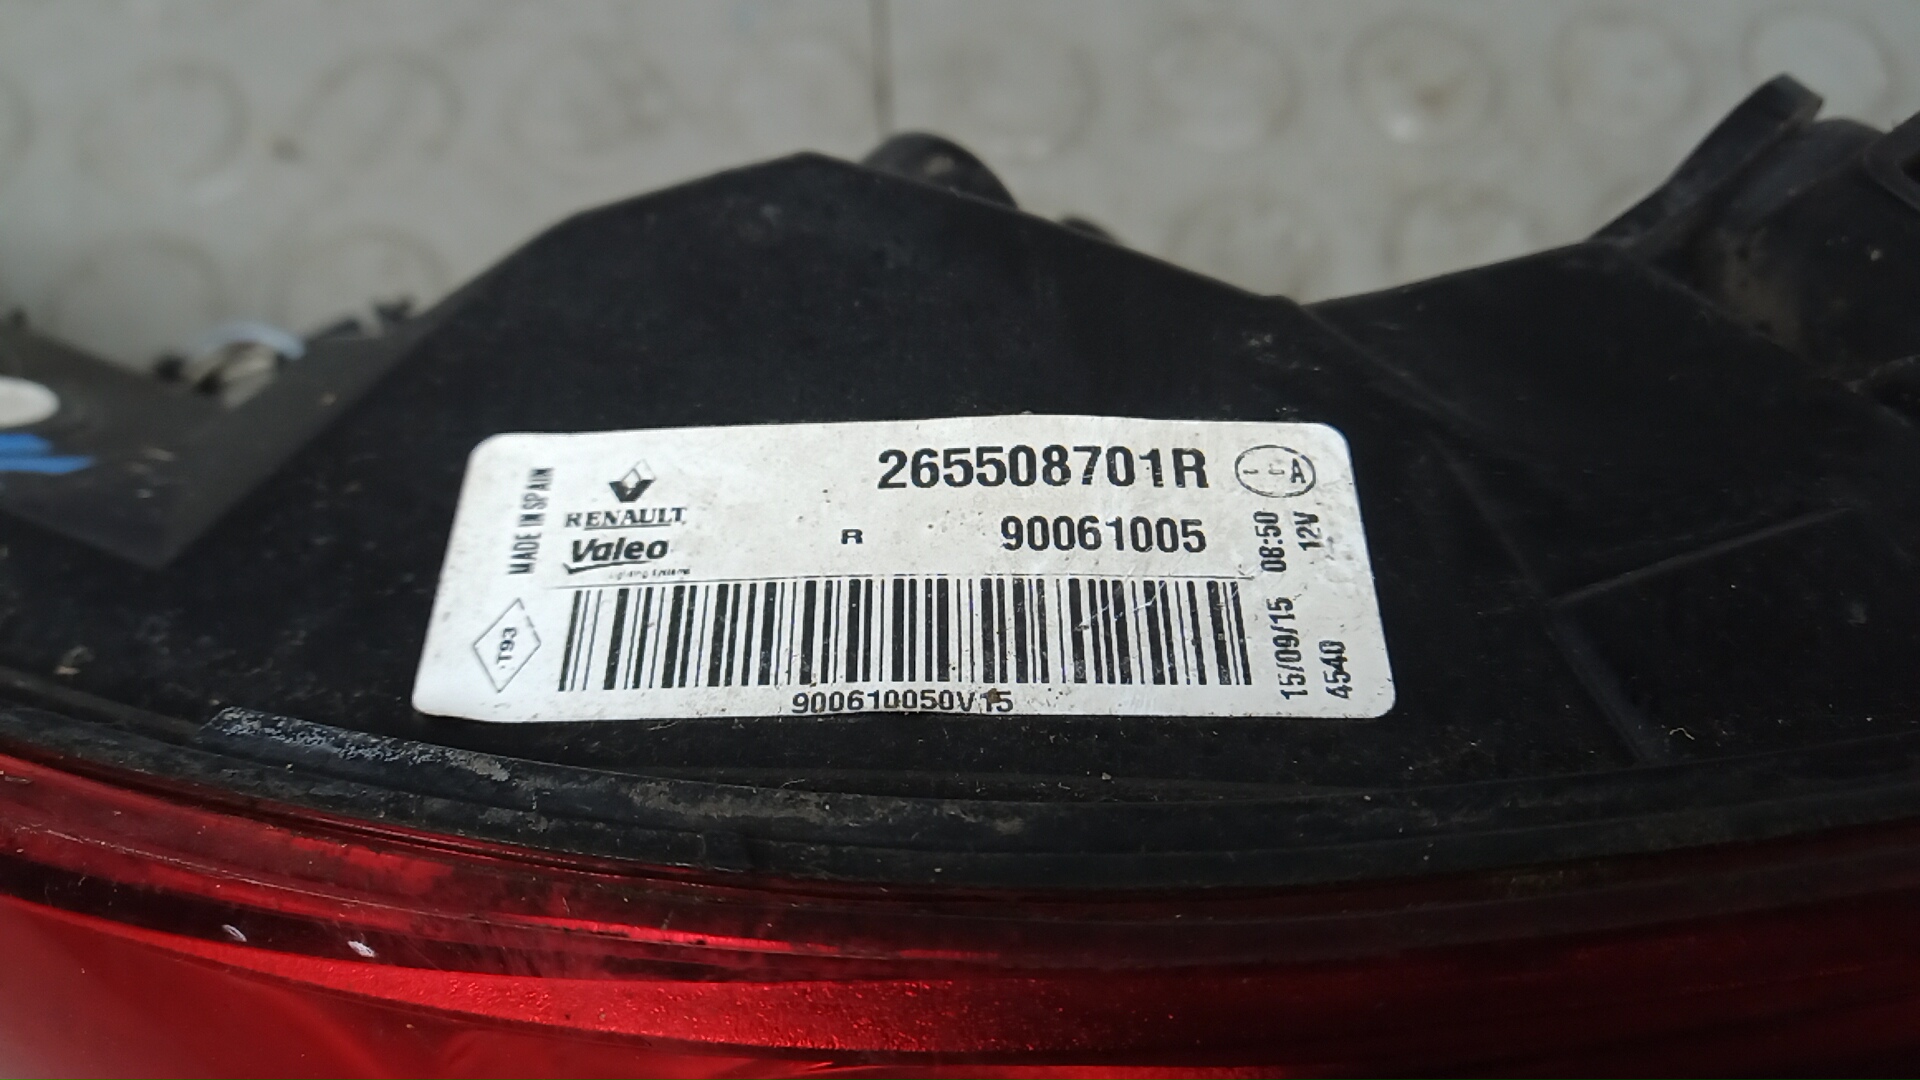 MADE IN SPAIN
RENAULT
Valeo
265508701R
A
R 90061005
T93
900610050V15
15/09/15 08:50
4540 12V